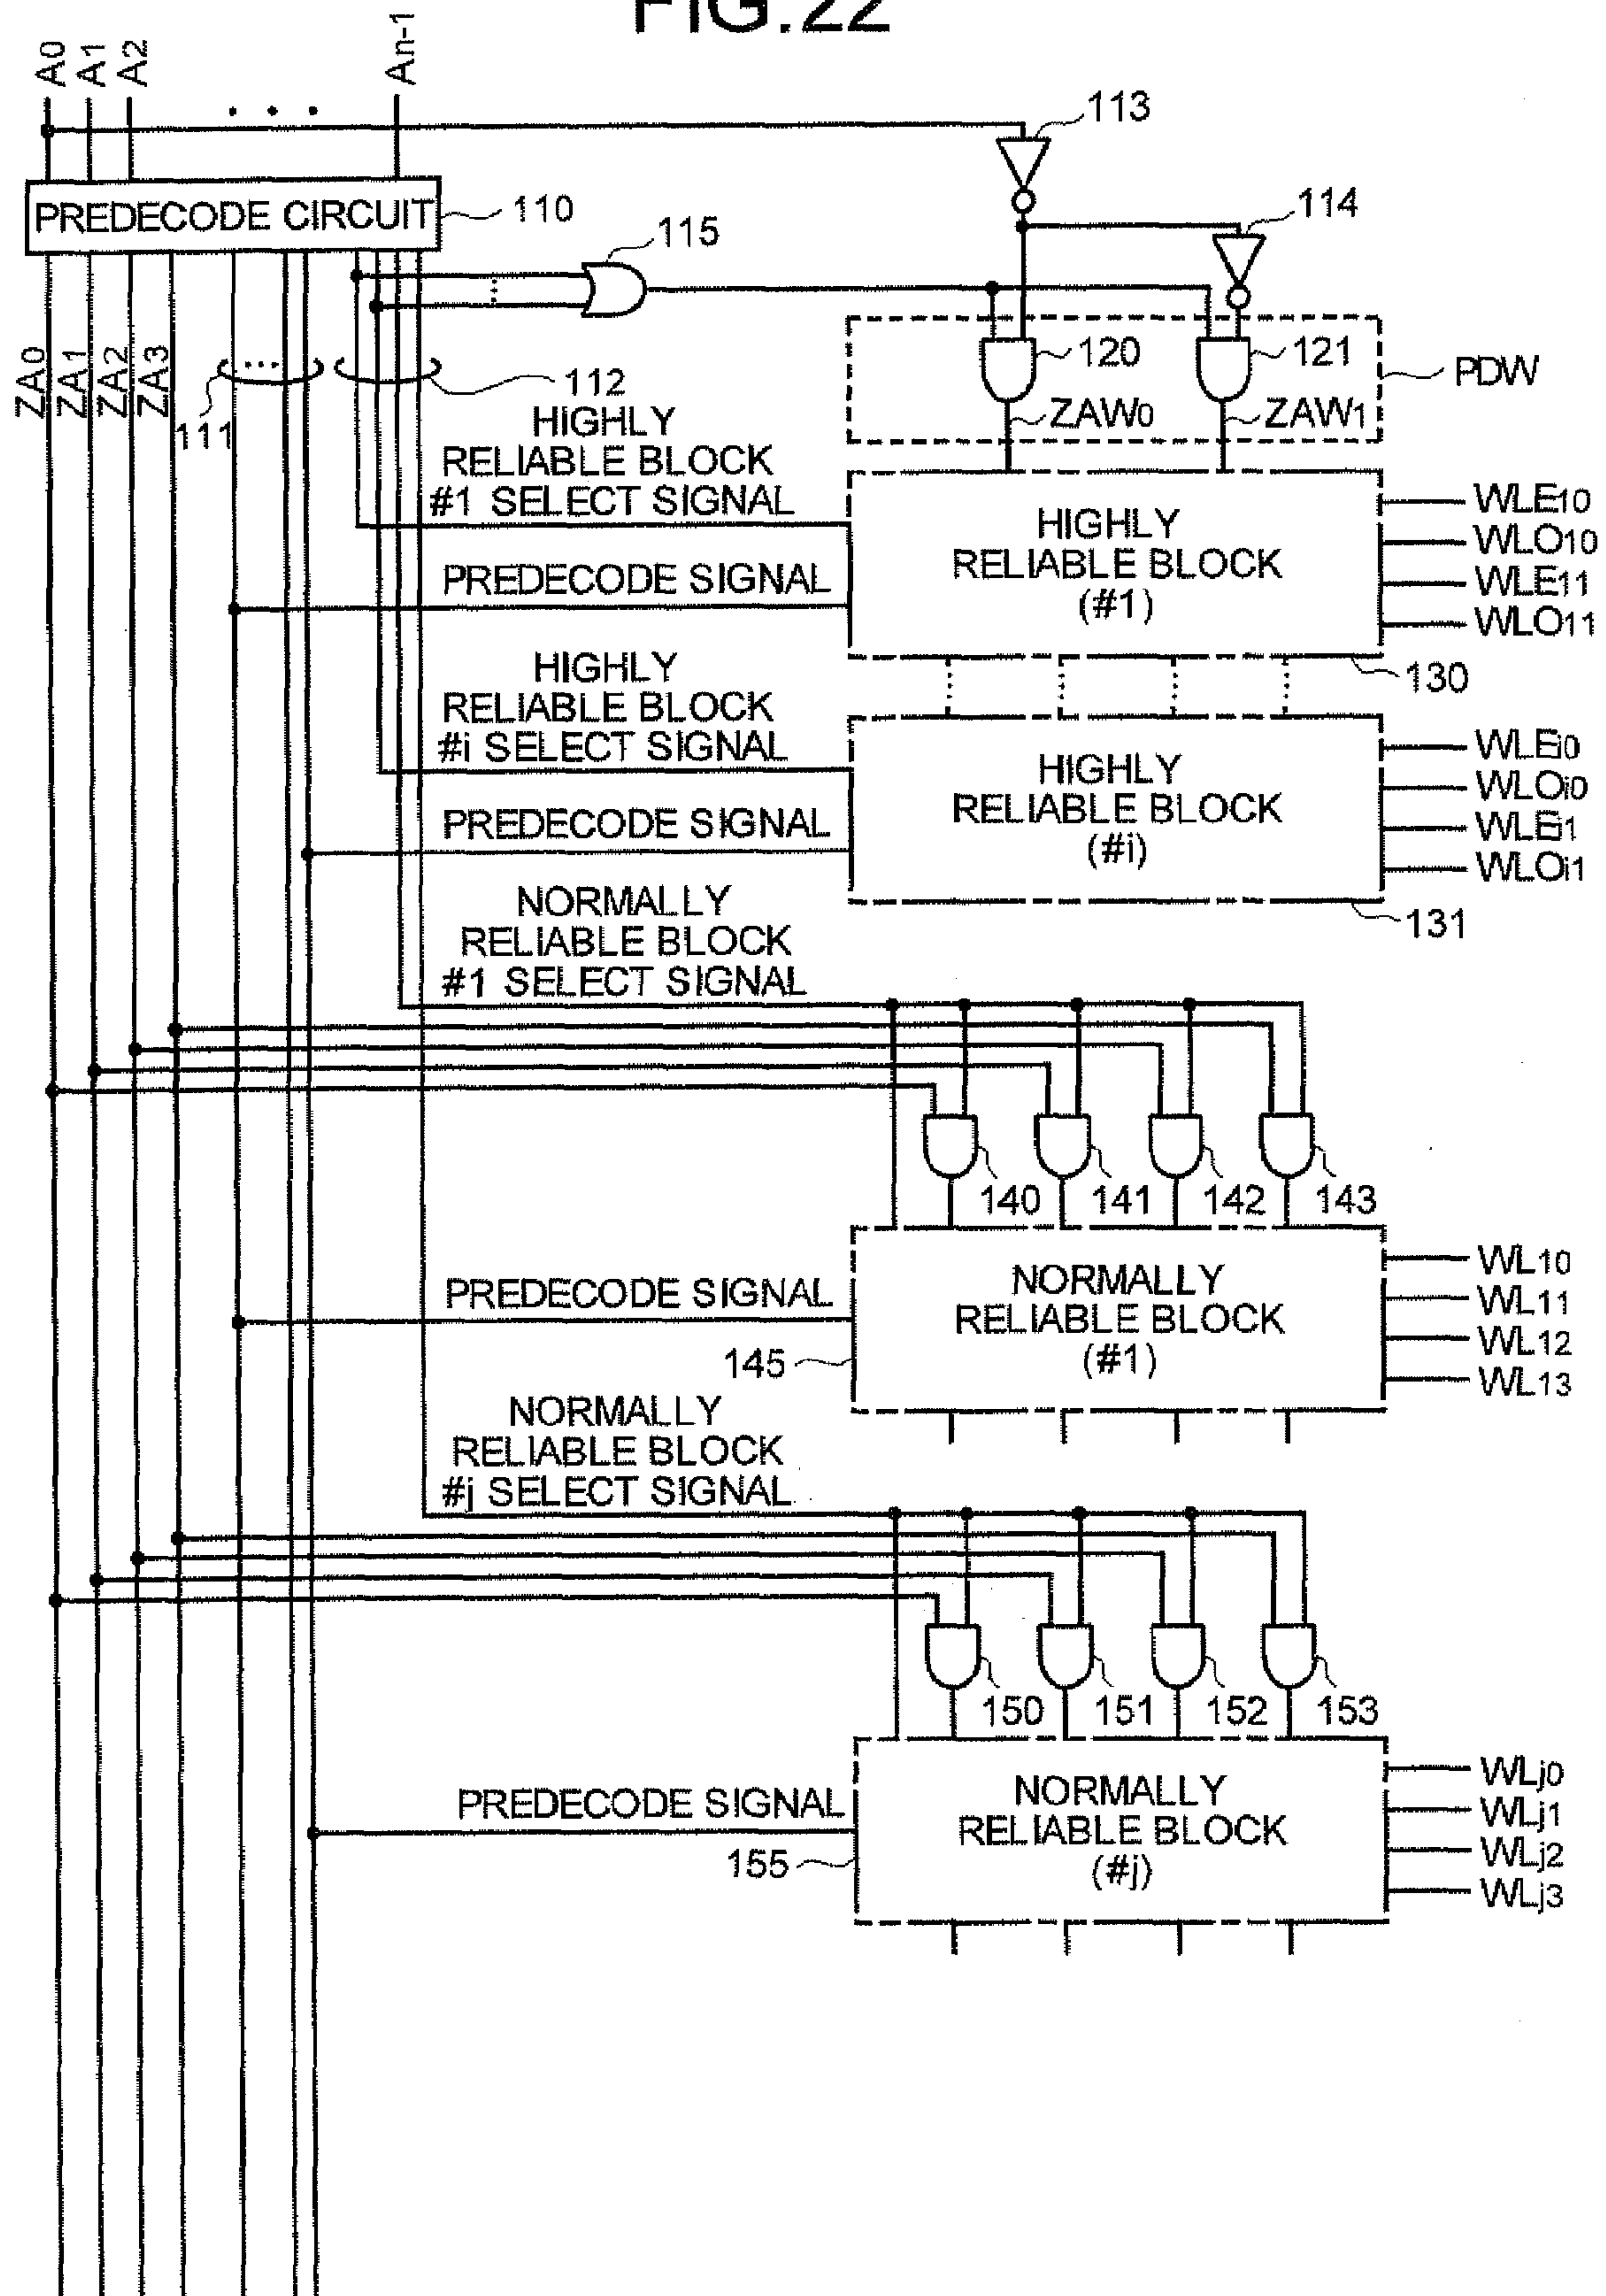 FIG.22
A0
A1
A2
An-1
113
PREDECODE CIRCUIT
110
114
115
ZA0
ZA1
ZA2
ZA3
111
112
120
121
PDW
ZAW0
ZAW1
HIGHLY
RELIABLE BLOCK
#1 SELECT SIGNAL
HIGHLY
RELIABLE BLOCK
(#1)
WLE10
WLO10
WLE11
WLO11
PREDECODE SIGNAL
130
HIGHLY
RELIABLE BLOCK
#i SELECT SIGNAL
HIGHLY
RELIABLE BLOCK
(#i)
WLEi0
WLOi0
WLEi1
WLOi1
PREDECODE SIGNAL
131
NORMALLY
RELIABLE BLOCK
#1 SELECT SIGNAL
140
141
142
143
PREDECODE SIGNAL
145
NORMALLY
RELIABLE BLOCK
(#1)
WL10
WL11
WL12
WL13
NORMALLY
RELIABLE BLOCK
#j SELECT SIGNAL
150
151
152
153
PREDECODE SIGNAL
155
NORMALLY
RELIABLE BLOCK
(#j)
WLj0
WLj1
WLj2
WLj3